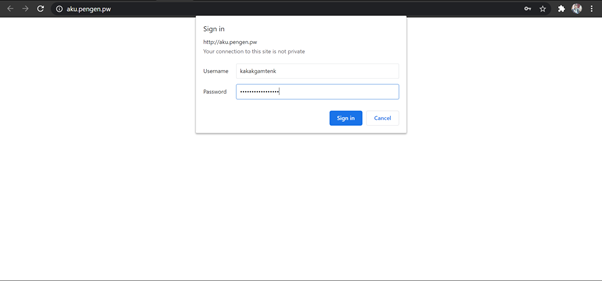 aku.pengen.pw
Sign in
http://aku.pengen.pw
Your connection to this site is not private
Username kakakgamtenk
Password •••••••••••••••••
Sign in Cancel